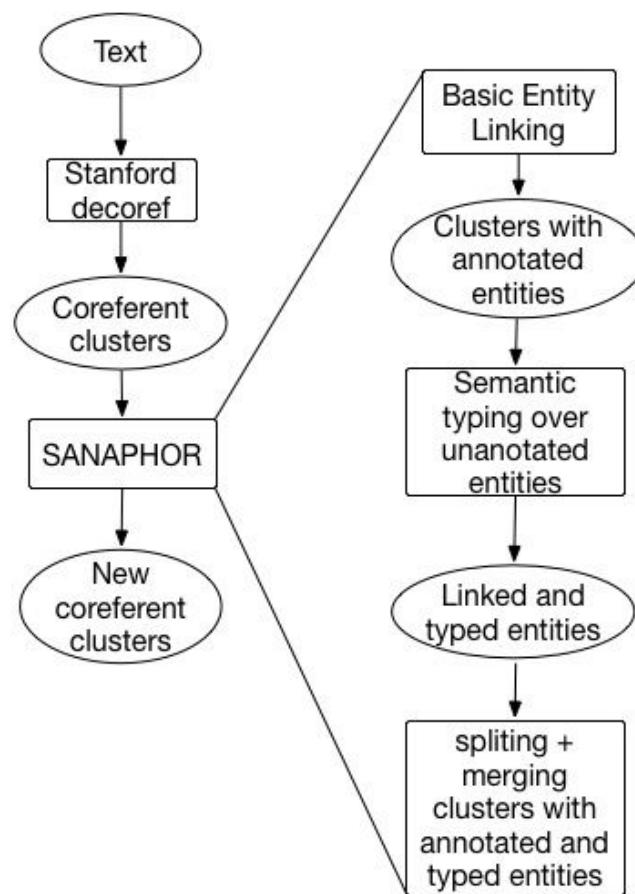 Text
Stanford
decoref
Coreferent
clusters
SANAPHOR
New
coreferent
clusters
Basic Entity
Linking
Clusters with
annotated
entities
Semantic
typing over
unanotated
entities
Linked and
typed entities
spliting +
merging
clusters with
annotated and
typed entities